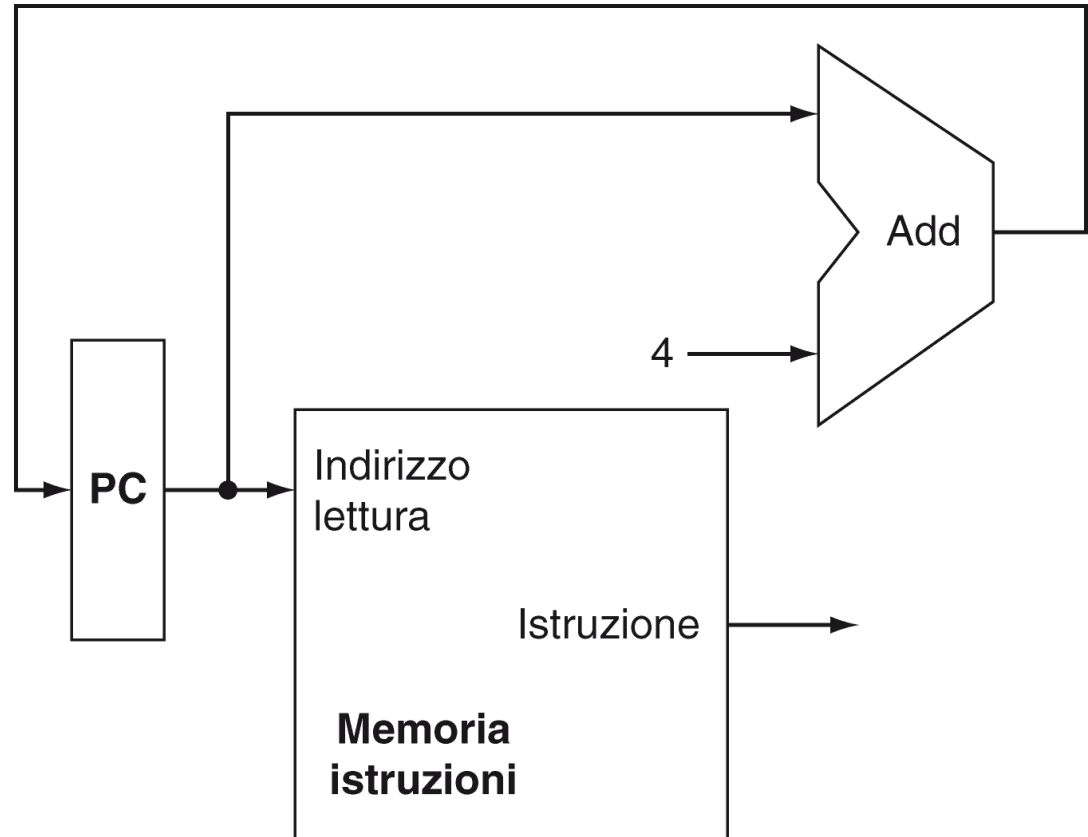 Add
4
PC
Indirizzo
lettura
Istruzione
Memoria
istruzioni